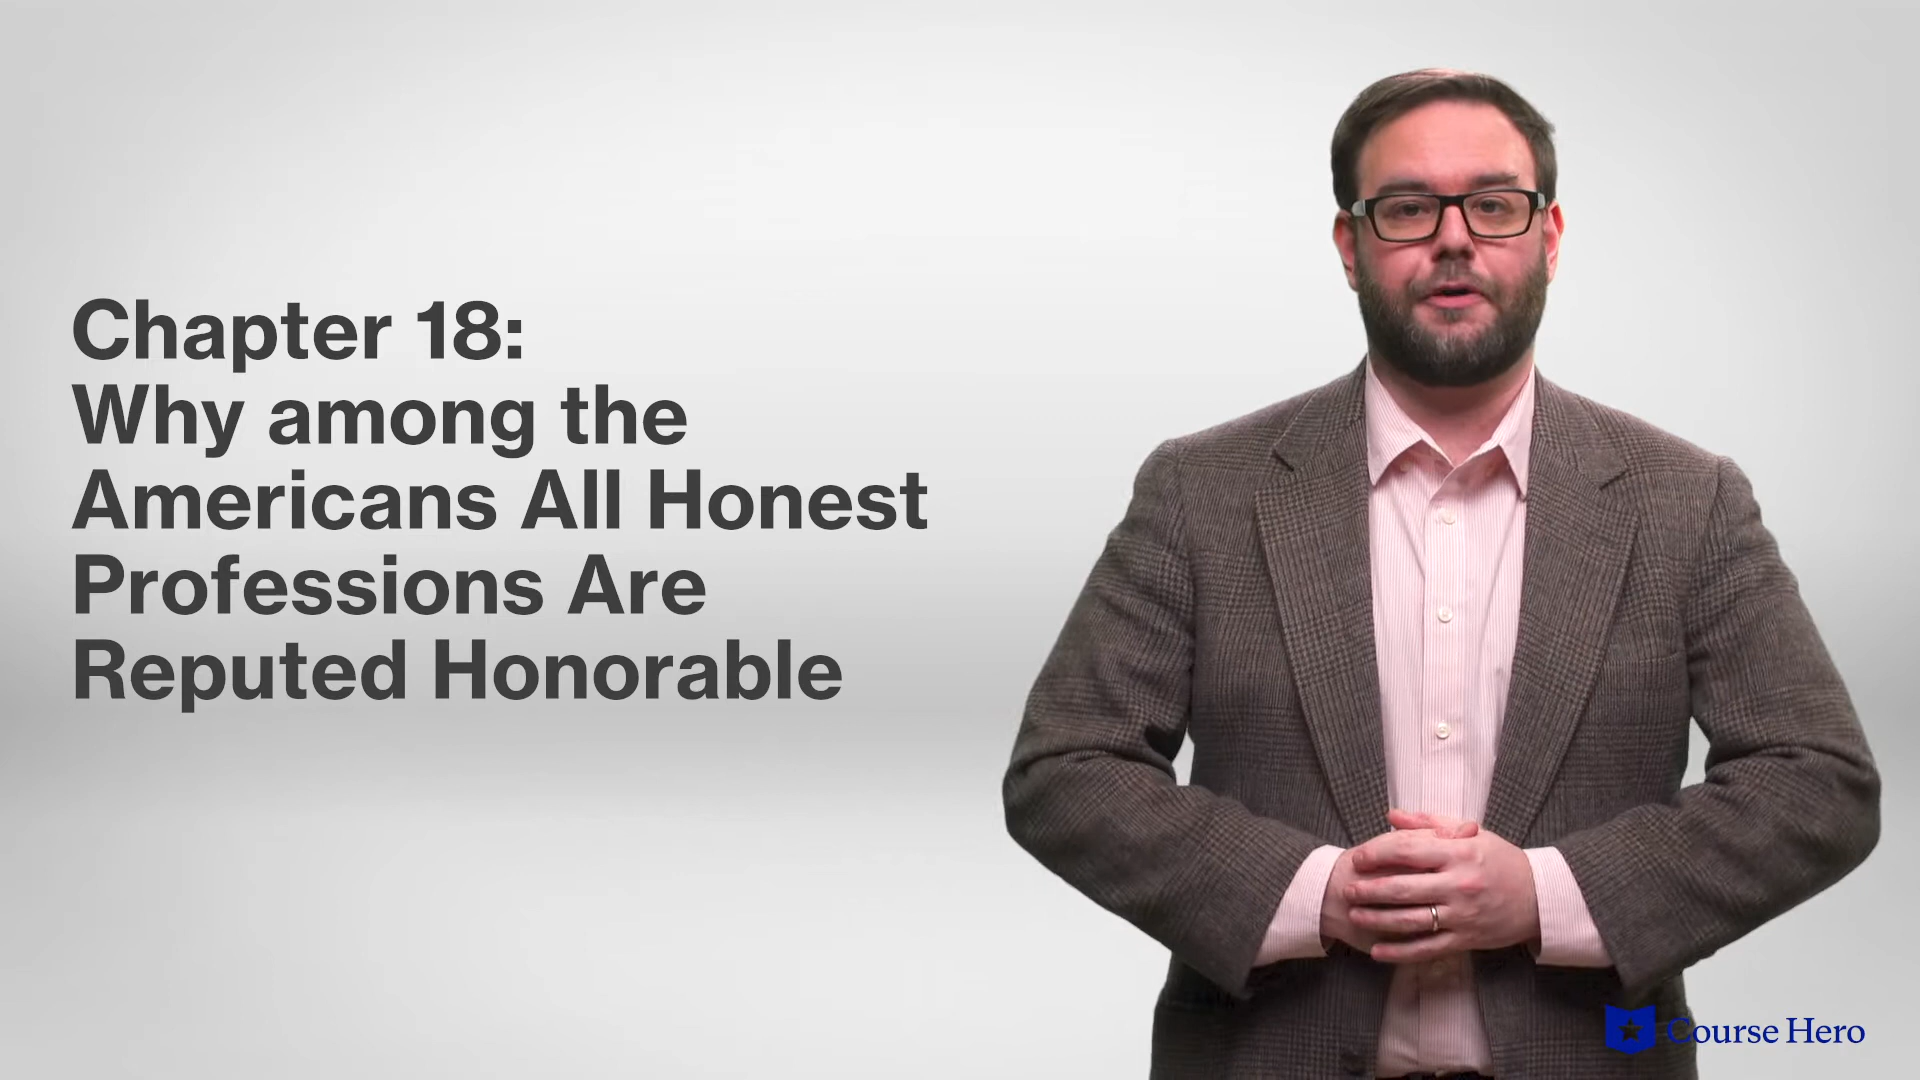 Chapter 18:
Why among the
Americans All Honest
Professions Are
Reputed Honorable
Course Hero